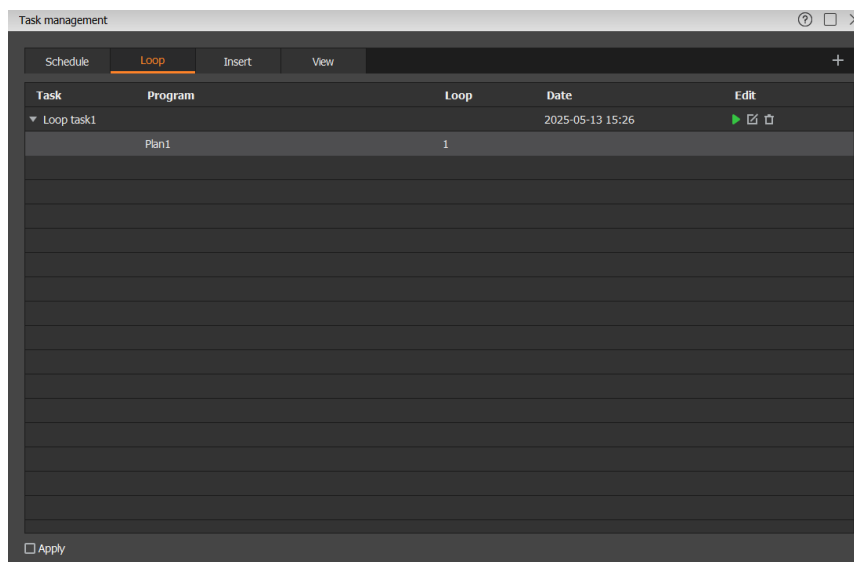 Task management
Schedule Loop Insert View
Task Program Loop Date Edit
Loop task1 2025-05-13 15:26
Plan1 1
Apply